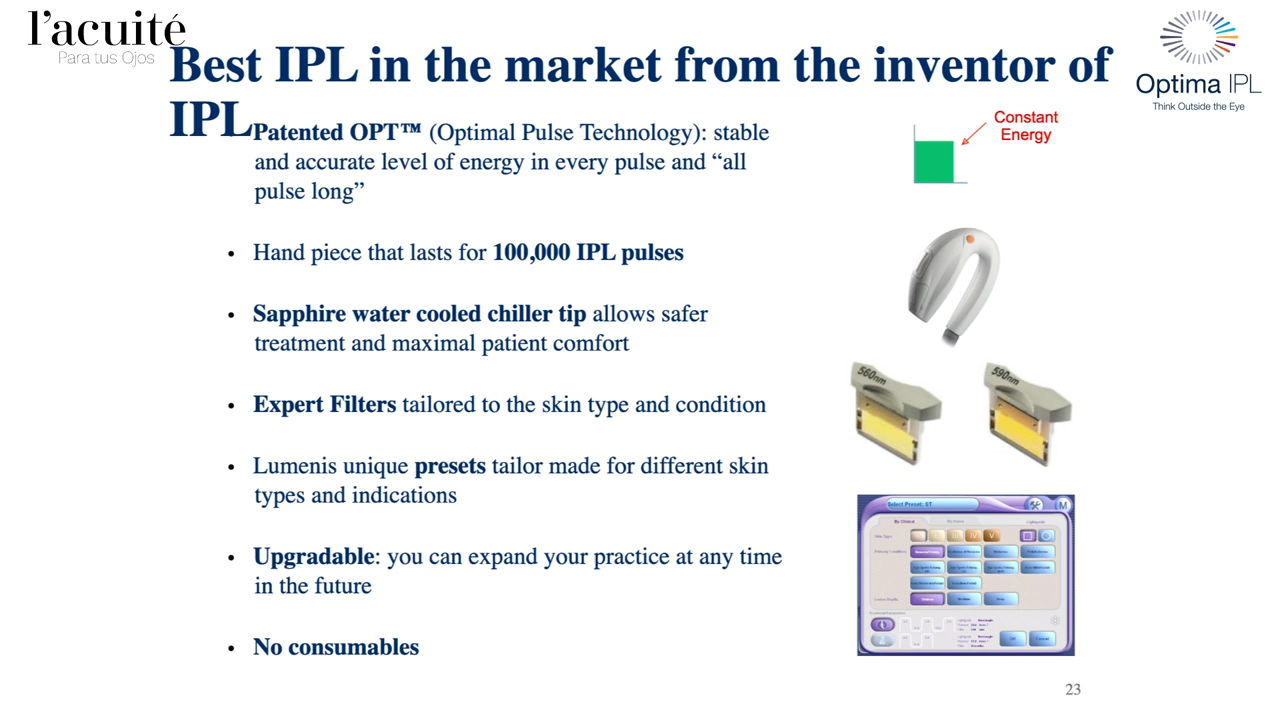 l'acuité
Para tus Ojos
Best IPL in the market from the inventor of
IPL
Optima IPL
Think Outside the Eye
Patented OPT™ (Optimal Pulse Technology): stable
and accurate level of energy in every pulse and “all
pulse long”
Constant
Energy
• Hand piece that lasts for 100,000 IPL pulses
• Sapphire water cooled chiller tip allows safer
treatment and maximal patient comfort
• Expert Filters tailored to the skin type and condition
560nm
590nm
• Lumenis unique presets tailor made for different skin
types and indications
Select Preset: ST
M
By Clinical
III IV V
• Upgradable: you can expand your practice at any time
in the future
• No consumables
23